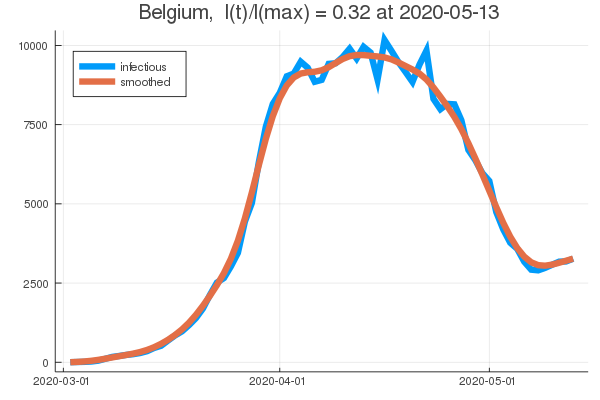 Belgium,  I(t)/I(max) = 0.32 at 2020-05-13
10000
infectious
smoothed
7500
5000
2500
0
2020-03-01
2020-04-01
2020-05-01